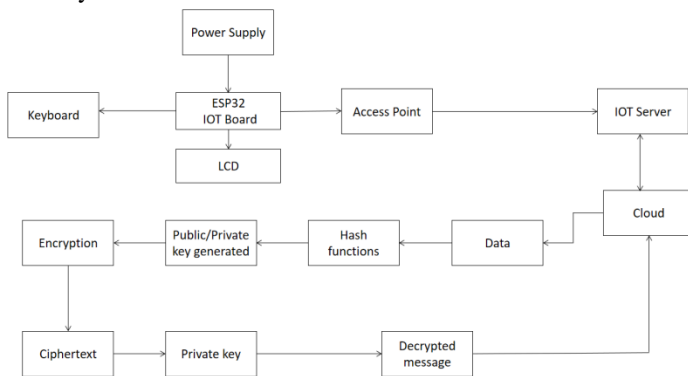 Power Supply
Keyboard
ESP32
IOT Board
Access Point
IOT Server
LCD
Cloud
Encryption
Public/Private
key generated
Hash
functions
Data
Ciphertext
Private key
Decrypted
message